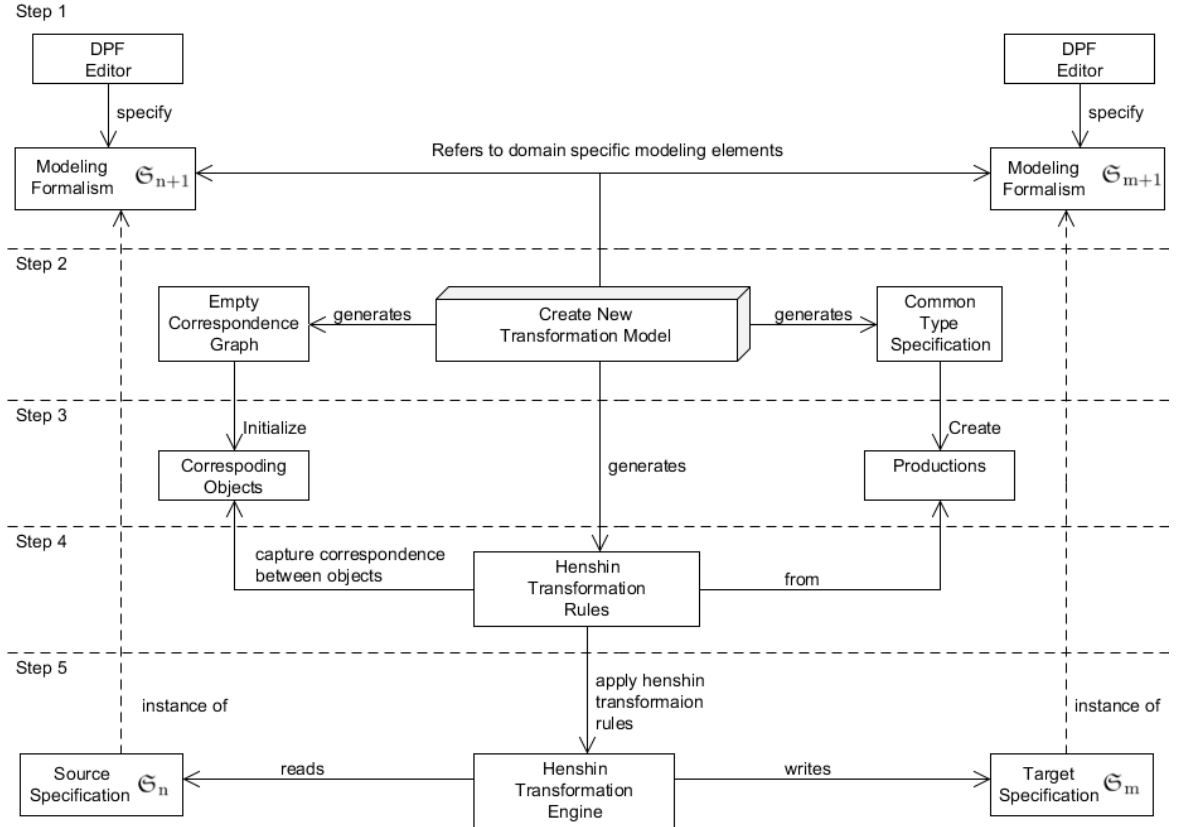 Step 1
DPF
Editor
DPF
Editor
specify
specify
Refers to domain specific modeling elements
Modeling
Formalism 𝔖n+1
Modeling
Formalism 𝔖m+1
Step 2
Empty
Correspondence
Graph
generates
Create New
Transformation Model
generates
Common
Type
Specification
Step 3
Initialize
Create
Correspoding
Objects
generates
Productions
Step 4
capture correspondence
between objects
Henshin
Transformation
Rules
from
Step 5
apply henshin
transformaion
rules
instance of
instance of
Source
Specification 𝔖n
reads
Henshin
Transformation
Engine
writes
Target
Specification 𝔖m